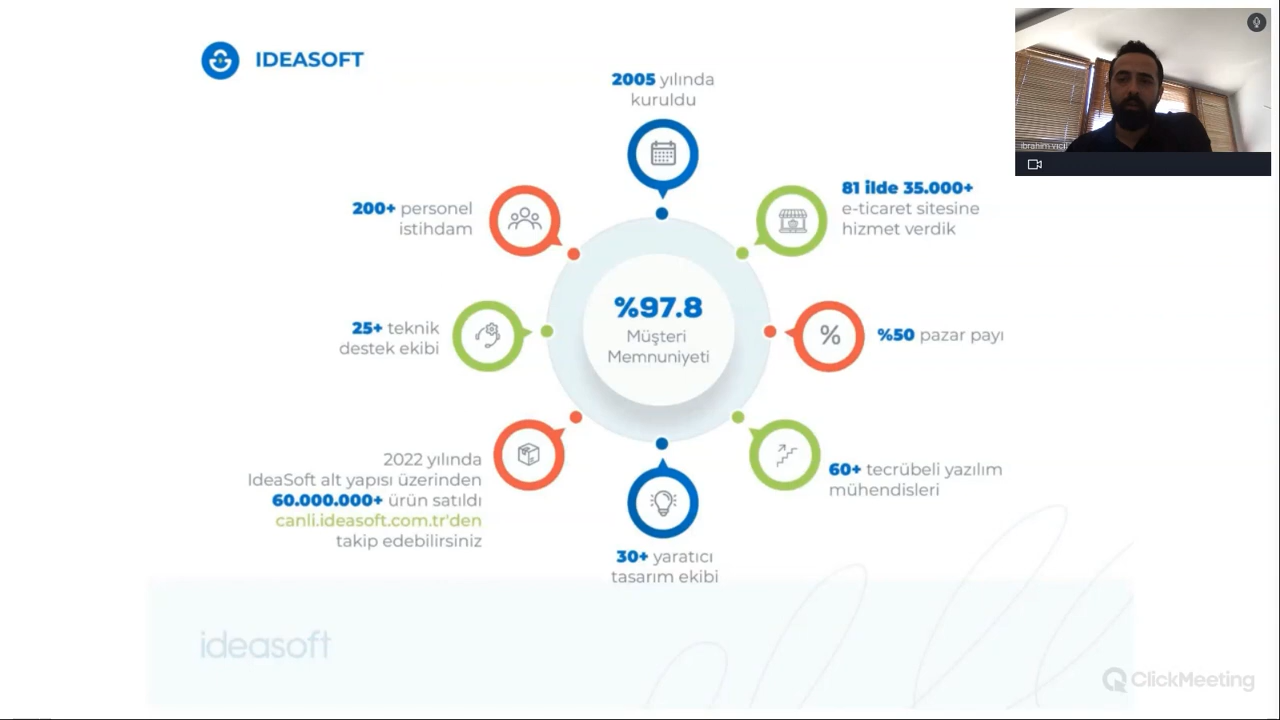 IDEASOFT
2005 yılında
kuruldu
81 ilde 35.000+
e-ticaret sitesine
hizmet verdik
%50 pazar payı
60+ tecrübeli yazılım
mühendisleri
30+ yaratıcı
tasarım ekibi
2022 yılında
IdeaSoft alt yapısı üzerinden
60.000.000+ ürün satıldı
canli.ideasoft.com.tr'den
takip edebilirsiniz
25+ teknik
destek ekibi
200+ personel
istihdam
%97.8
Müşteri
Memnuniyeti
%
ideasoft
ClickMeeting